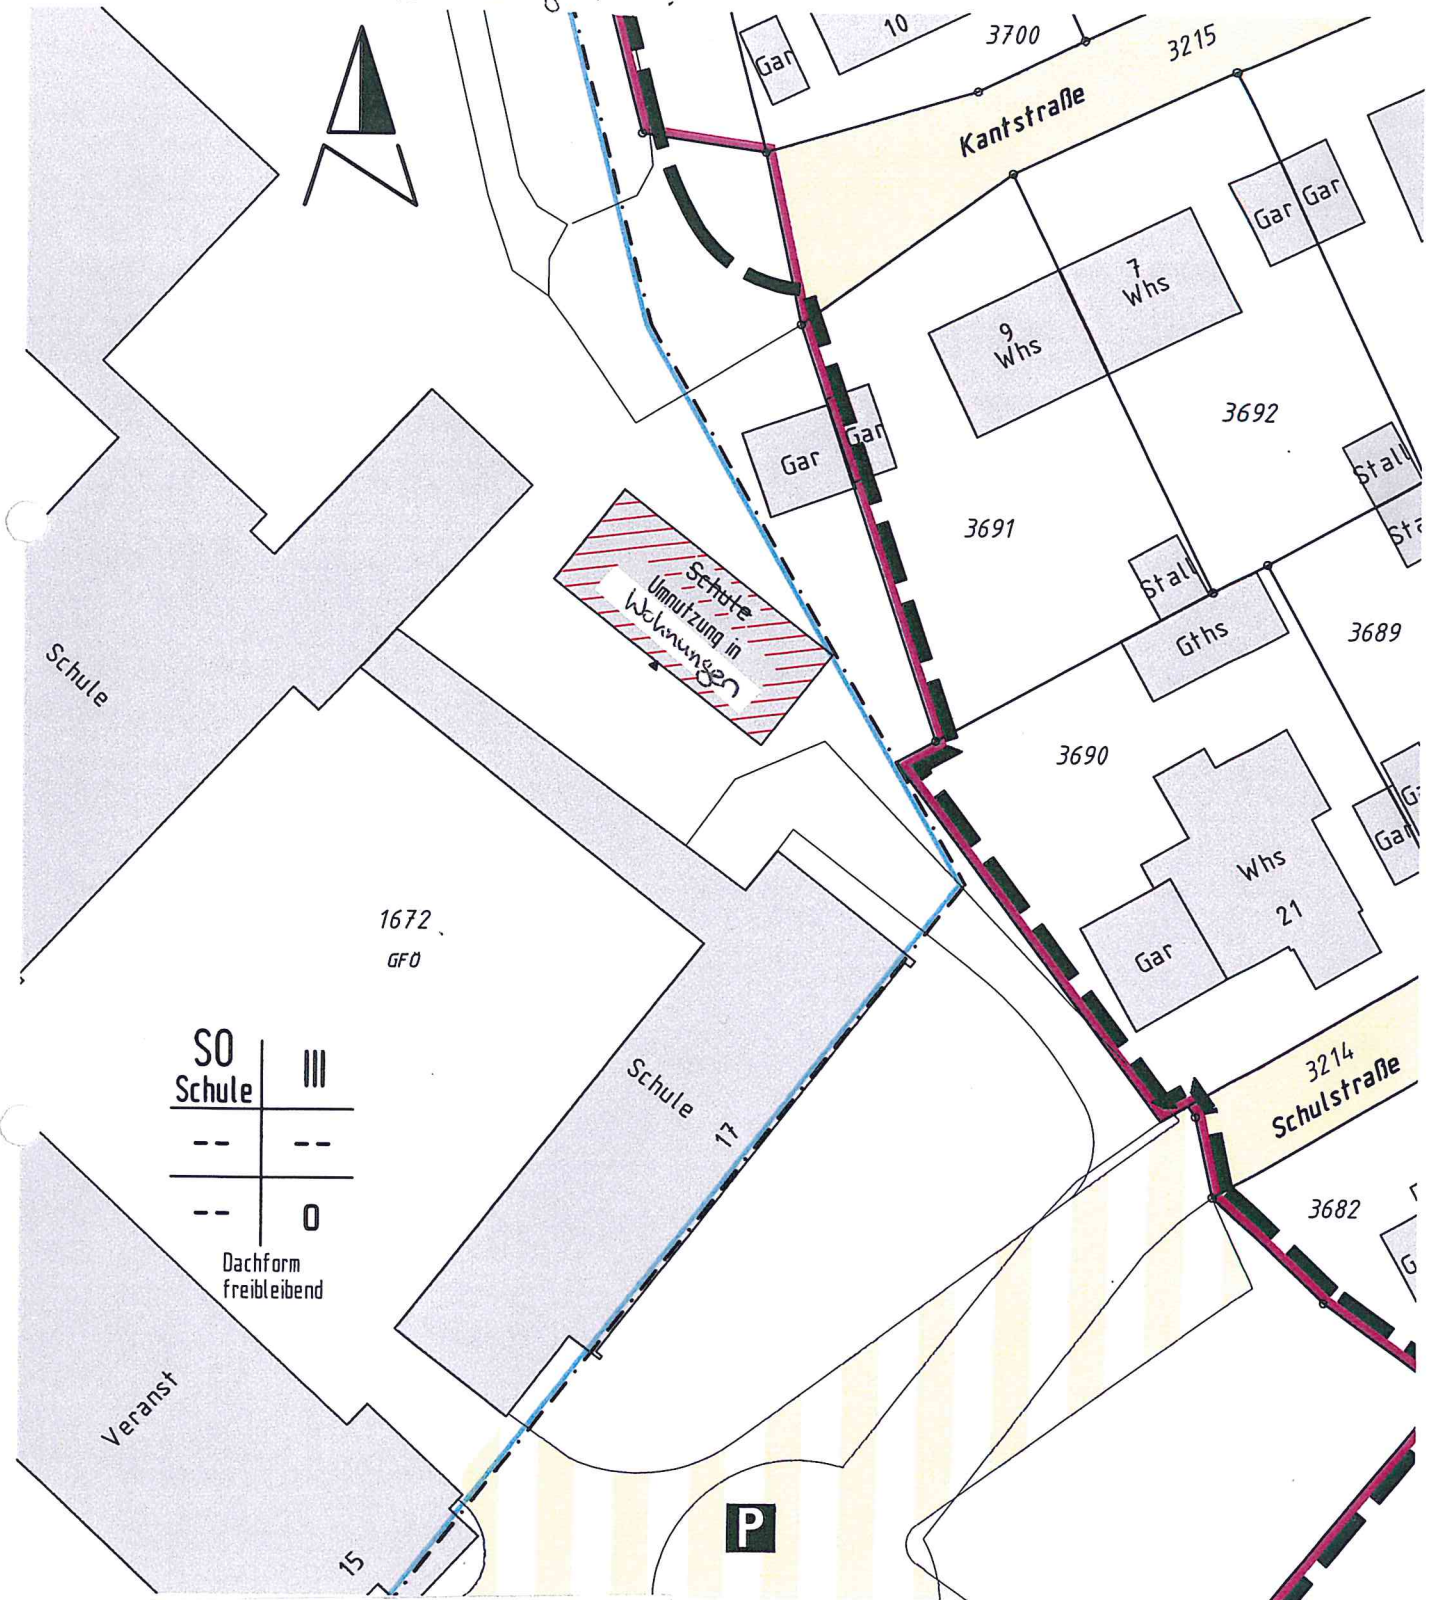 10
3700
3215
Gar
Kantstraße
Gar
Gar
7
Whs
9
Whs
3692
Gar
Gar
Stall
3691
Schule
Umnutzung in
Wohnungen
Stall
Gths
3689
Schule
3690
Gar
Whs
21
1672
GFÖ
Gar
SO
Schule
III
-- --
-- O
Dachform
freibleibend
Schule
17
3214
Schulstraße
3682
Veranst
P
15